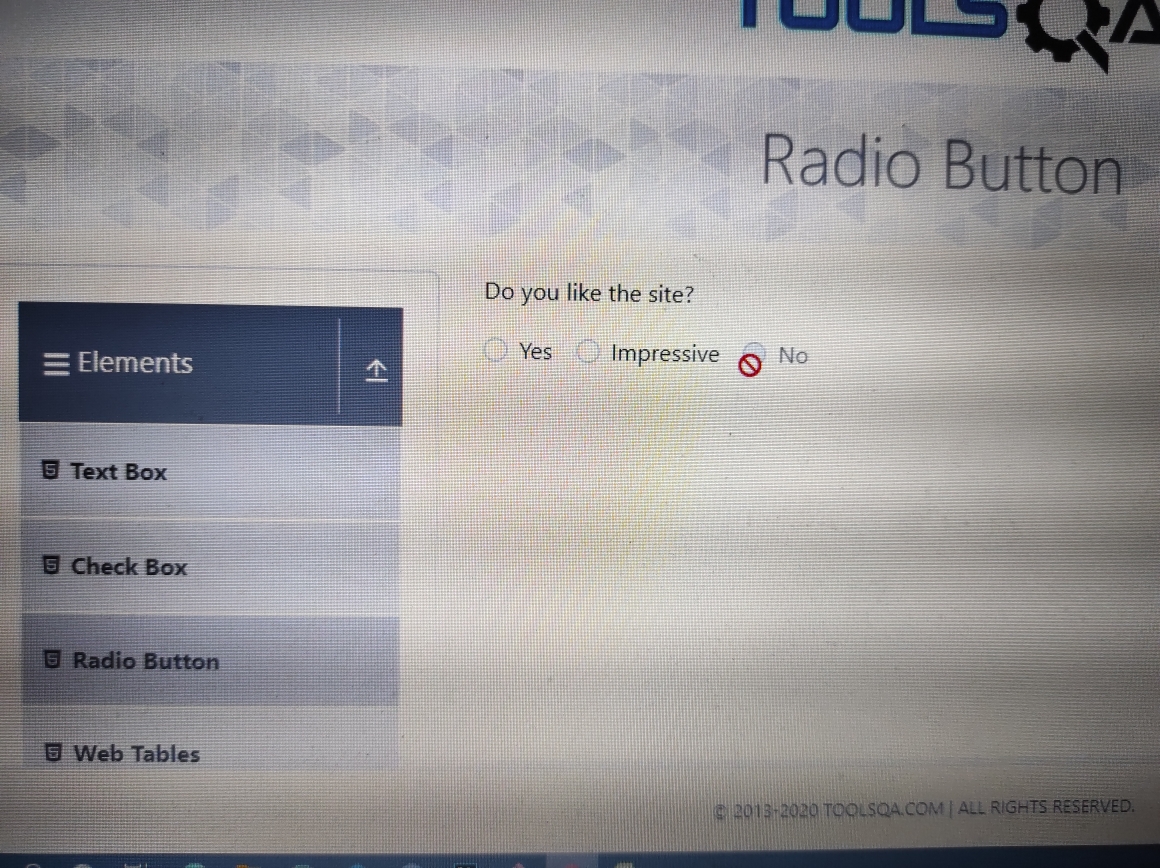 TOOLSQA
Radio Button
Do you like the site?
Yes Impressive No
Elements
Text Box
Check Box
Radio Button
Web Tables
© 2013-2020 TOOLSQA.COM | ALL RIGHTS RESERVED.